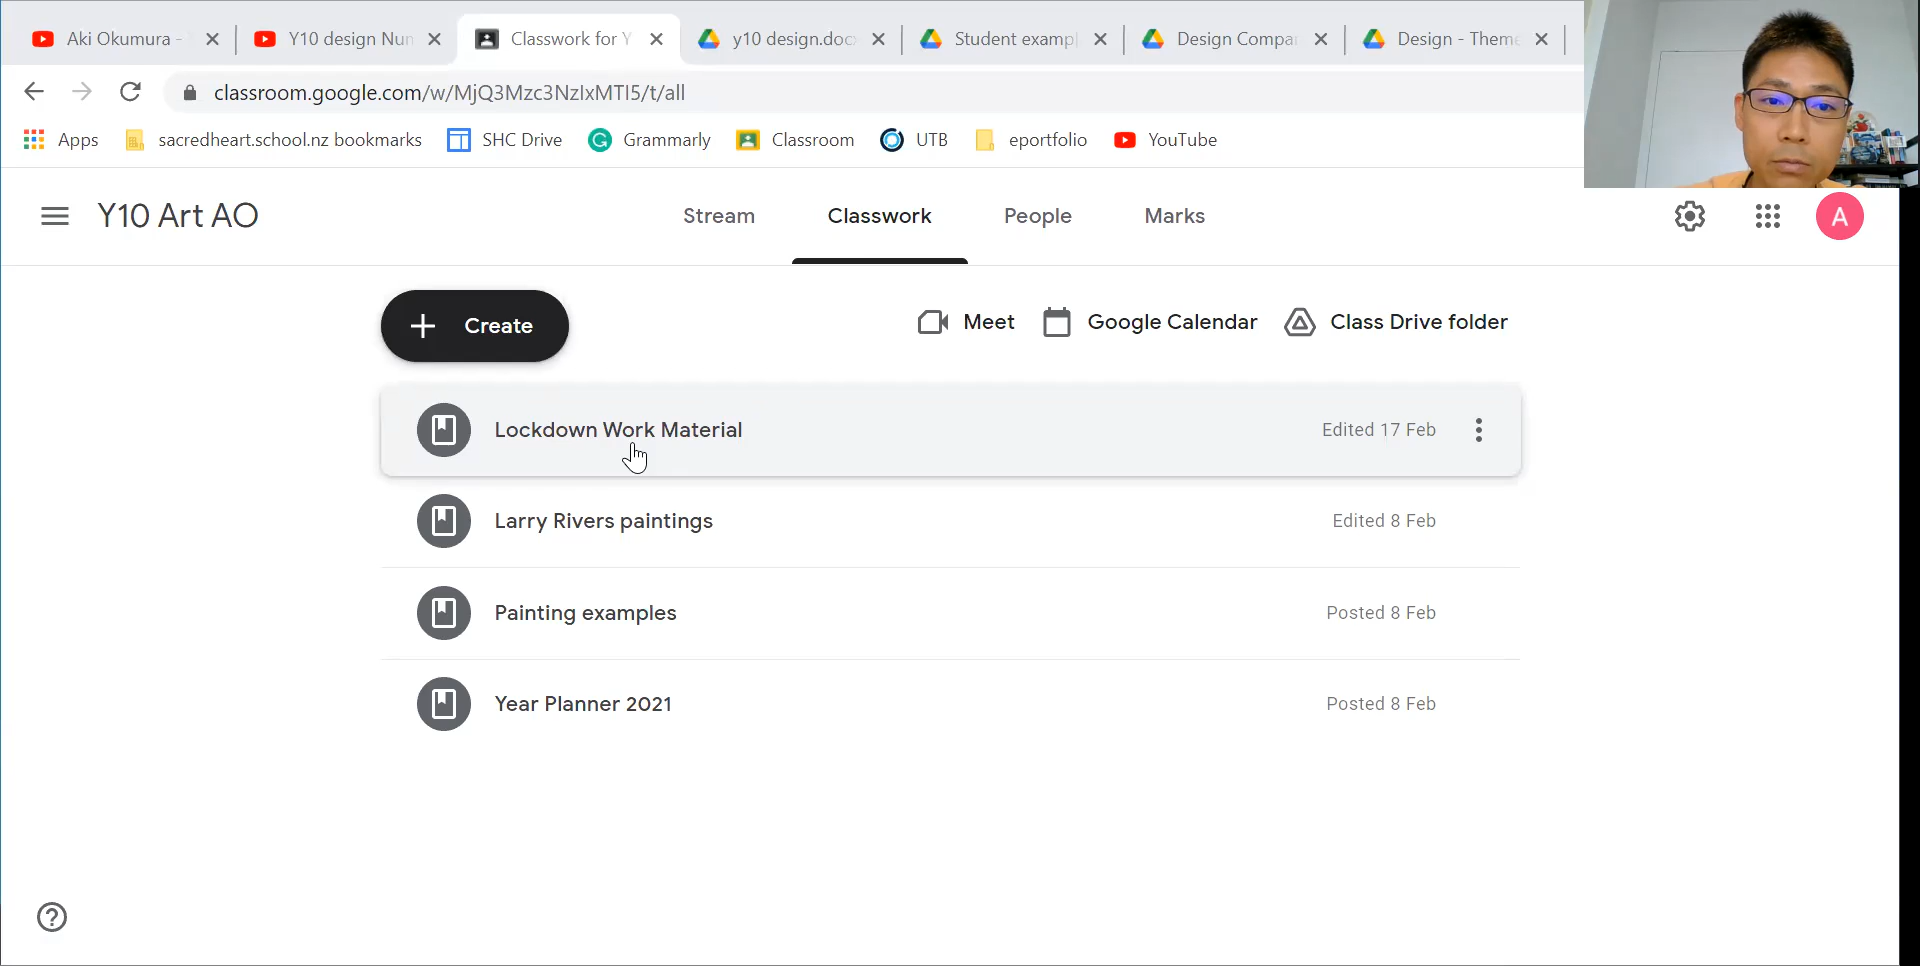 Aki Okumura -
Y10 design Nun
Classwork for Y
y10 design.doc
Student exampl
Design Compa
Design - Theme
classroom.google.com/w/MjQ3Mzc3NzIxMTI5/t/all
Apps
sacredheart.school.nz bookmarks
SHC Drive
Grammarly
Classroom
UTB
eportfolio
YouTube
Y10 Art AO
Stream
Classwork
People
Marks
A
Create
Meet
Google Calendar
Class Drive folder
Lockdown Work Material
Edited 17 Feb
Larry Rivers paintings
Edited 8 Feb
Painting examples
Posted 8 Feb
Year Planner 2021
Posted 8 Feb